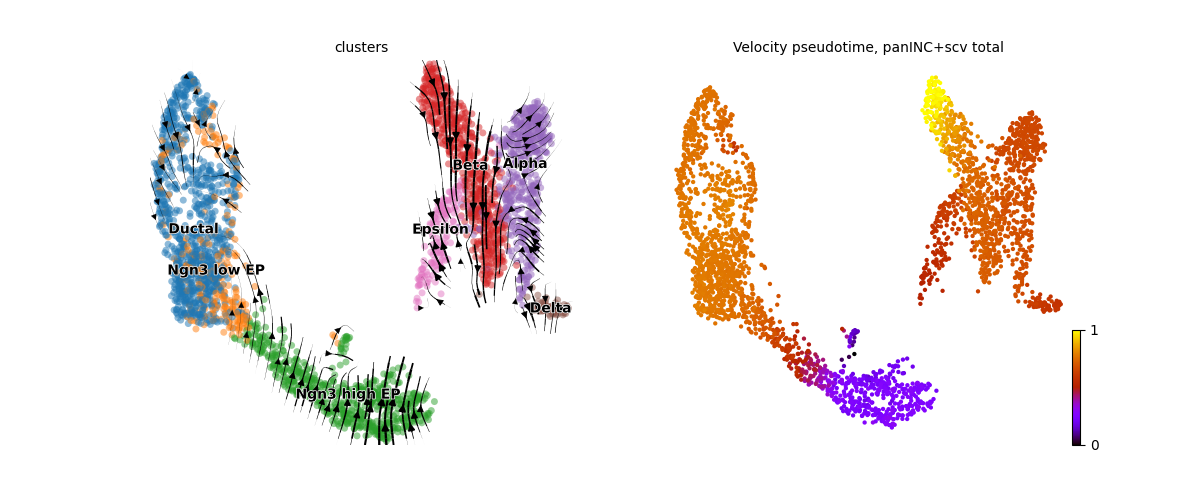 clusters
Velocity pseudotime, panINC+scv total
Beta
Alpha
Ductal
Epsilon
Ngn3 low EP
Delta
Ngn3 high EP
1
0